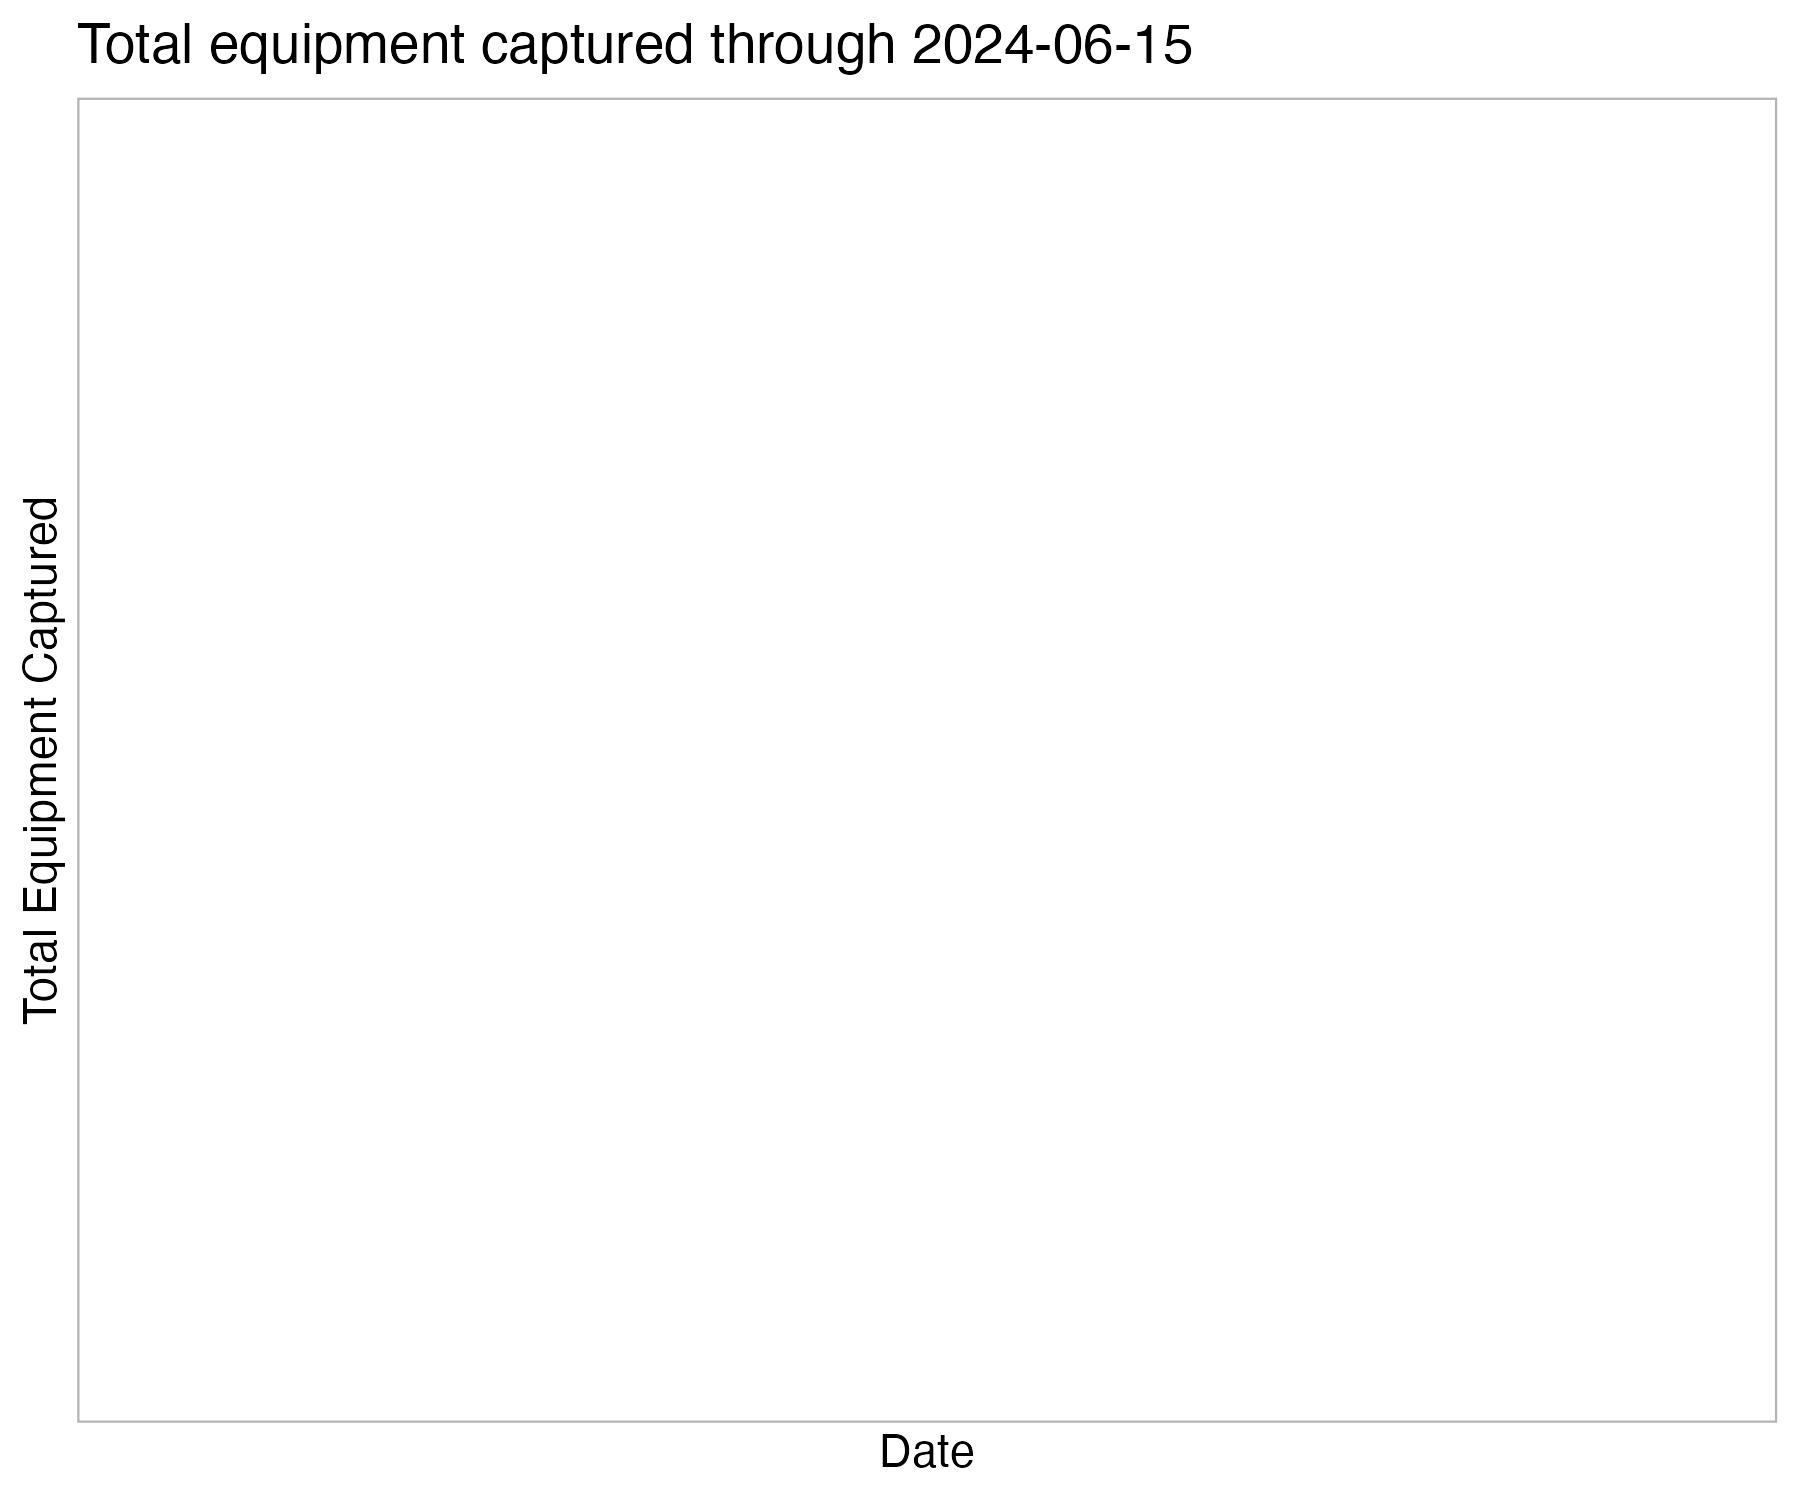 Total equipment captured through 2024-06-15
Total Equipment Captured
Date